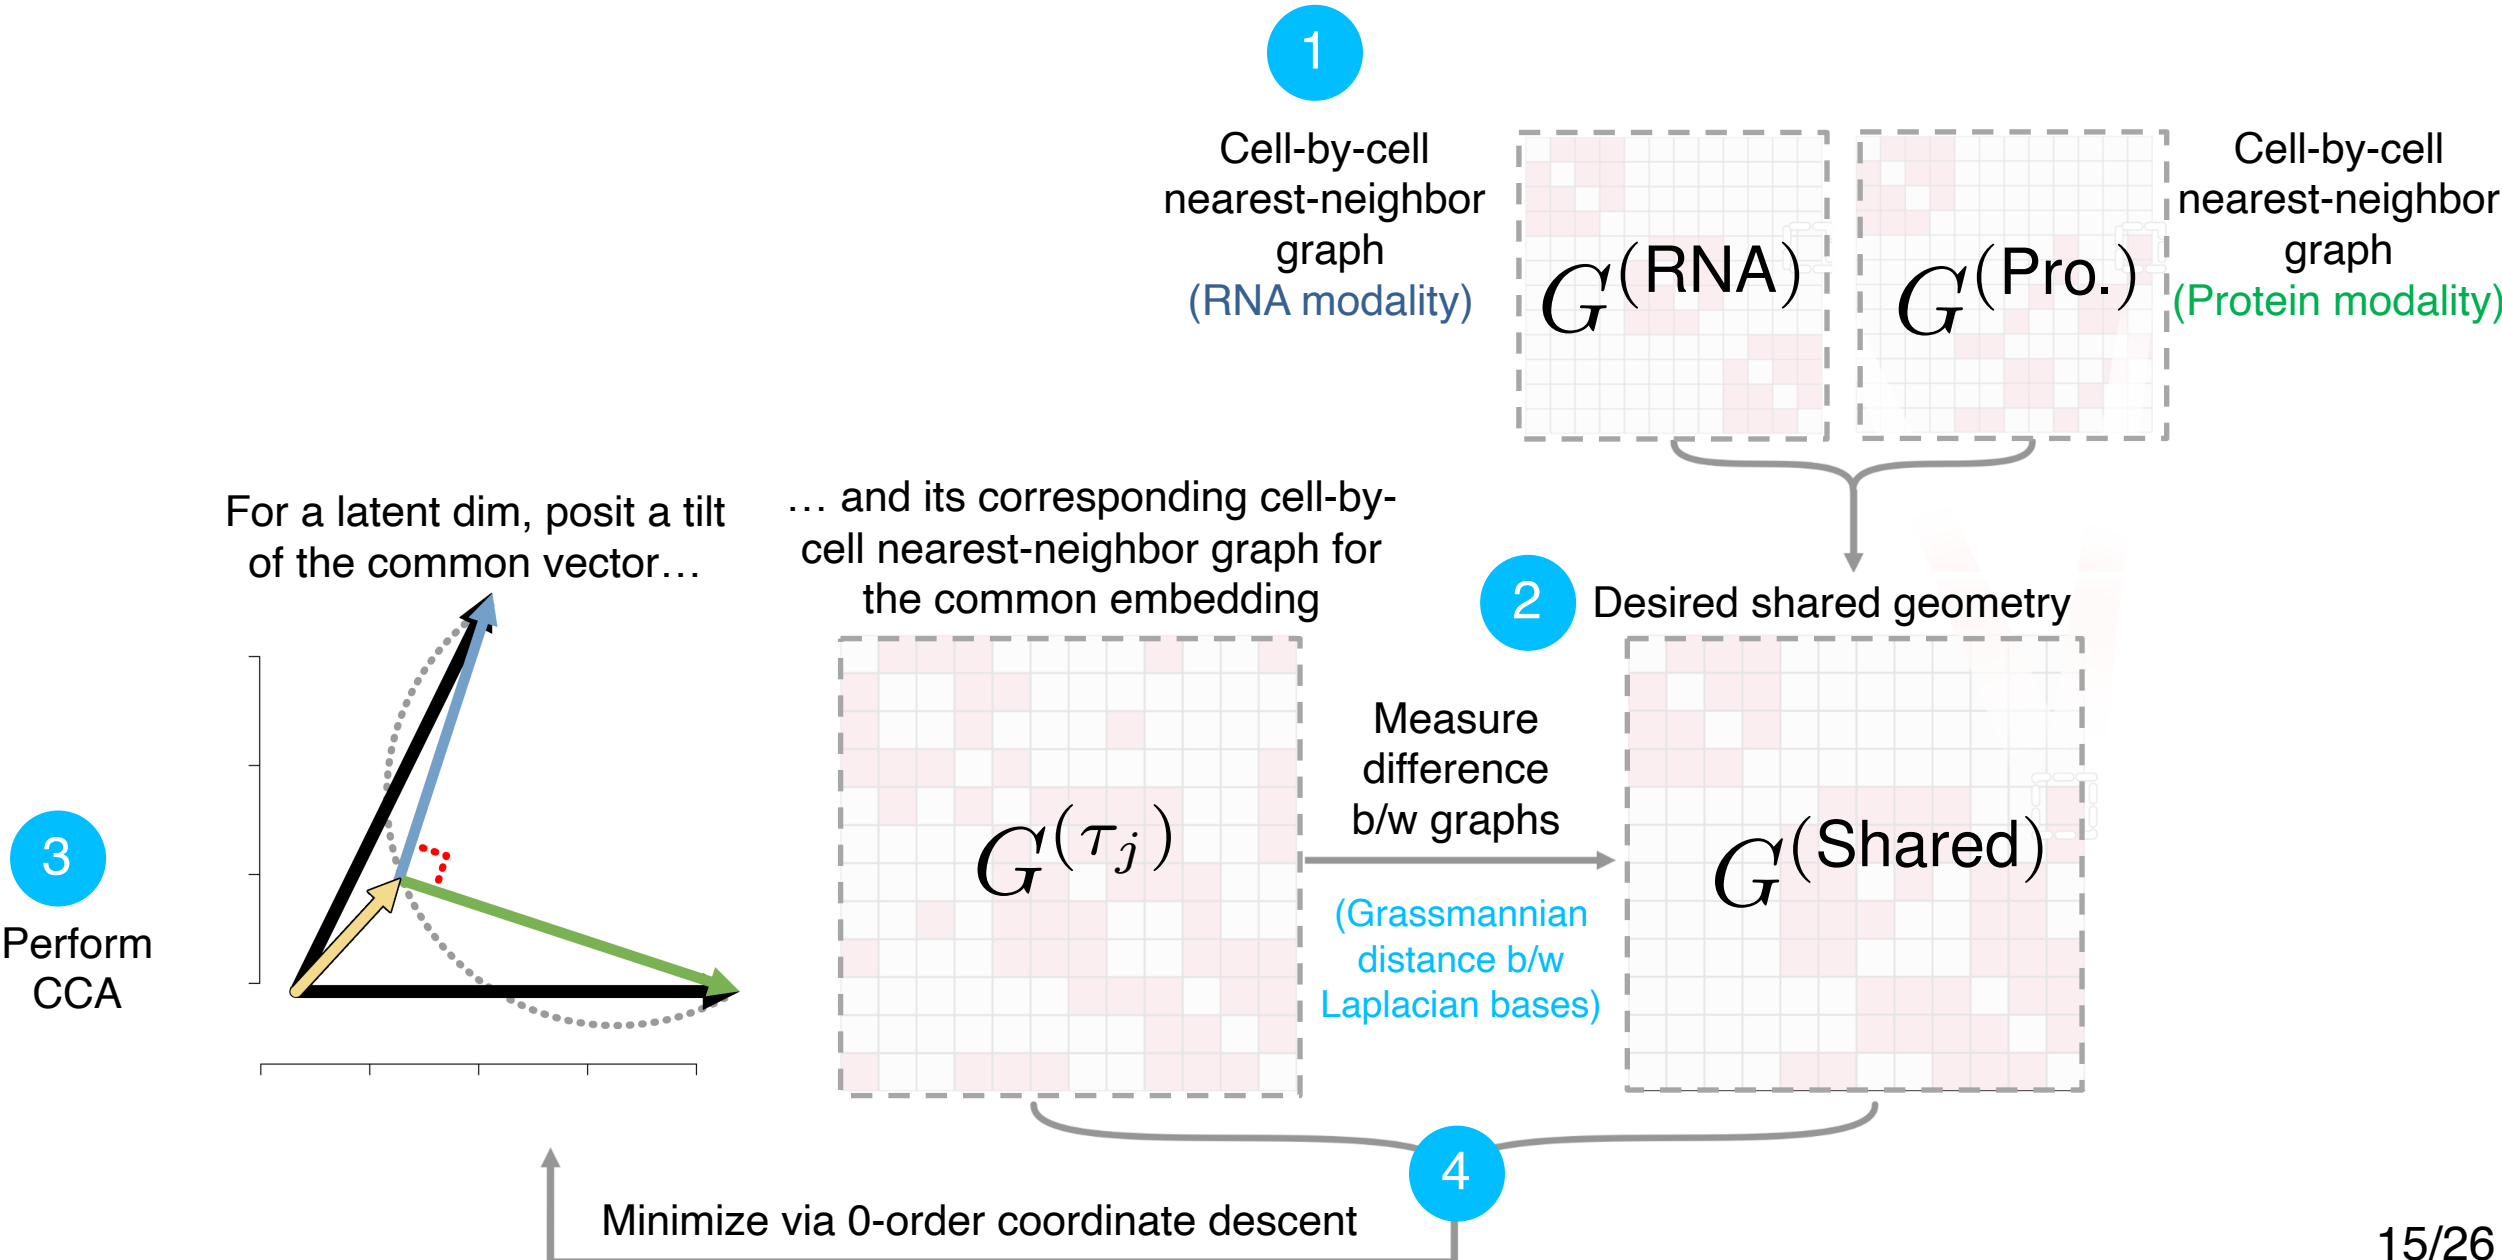 1
Cell-by-cell
nearest-neighbor
graph
(RNA modality)
G^(RNA)
G^(Pro.)
Cell-by-cell
nearest-neighbor
graph
(Protein modality)
For a latent dim, posit a tilt
of the common vector…
… and its corresponding cell-by-
cell nearest-neighbor graph for
the common embedding
2
Desired shared geometry
G^(τ_j)
Measure
difference
b/w graphs
(Grassmannian
distance b/w
Laplacian bases)
G^(Shared)
3
Perform
CCA
4
Minimize via 0-order coordinate descent
15/26